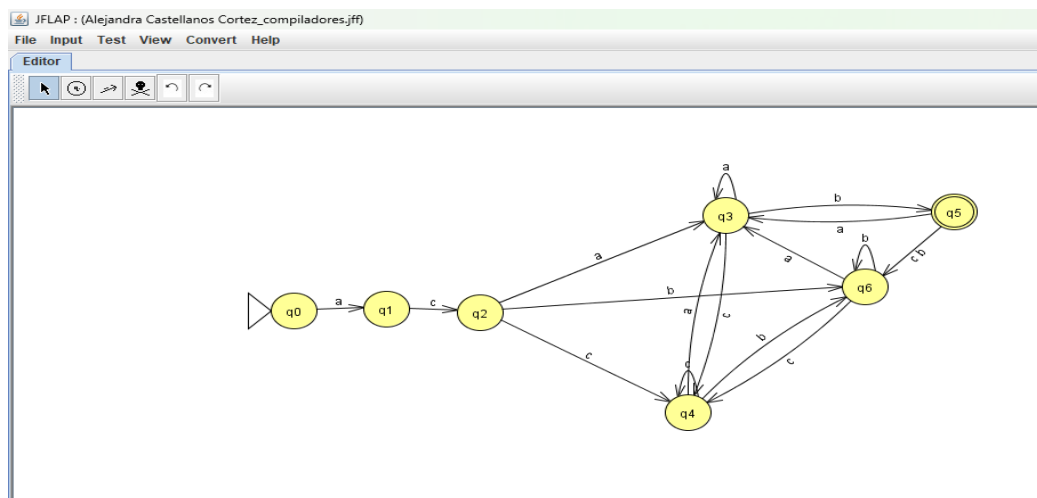 JFLAP : (Alejandra Castellanos Cortez_compiladores.jff)
File Input Test View Convert Help
Editor
a
q3
b
q5
a
b
c b
a
a
q6
b
q0
a
q1
c
q2
a
c
b
c
c
c
q4